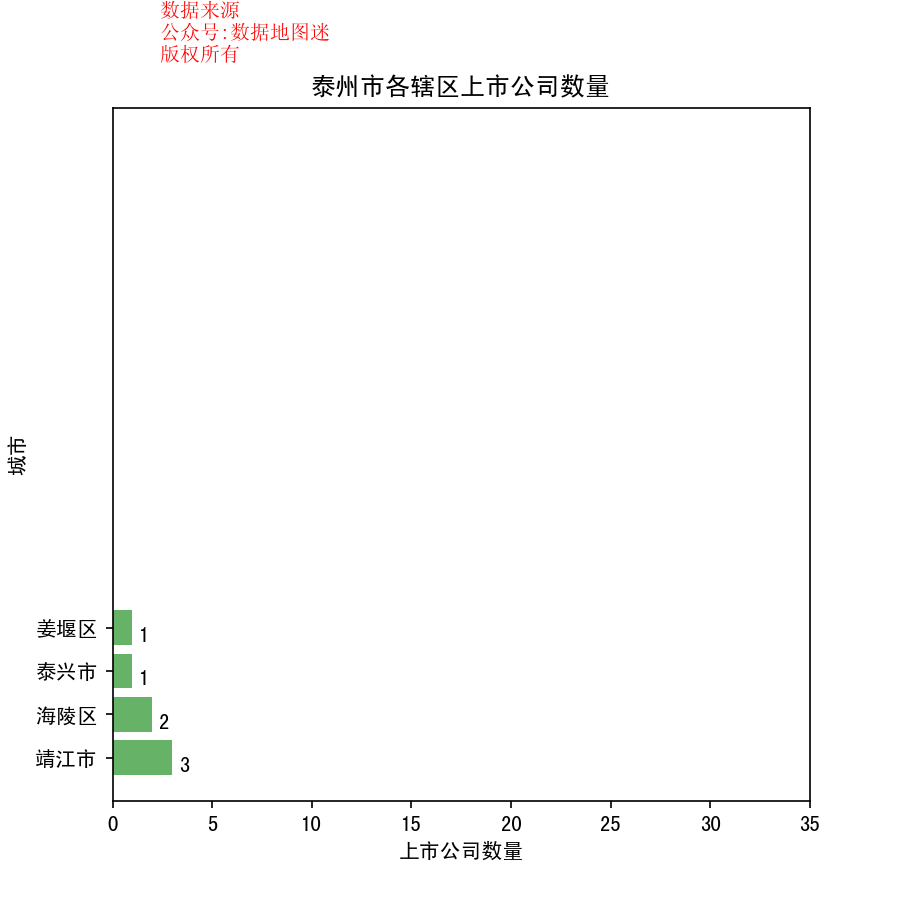 数据来源
公众号:数据地图迷
版权所有
泰州市各辖区上市公司数量
城市
姜堰区 1
泰兴市 1
海陵区 2
靖江市 3
0 5 10 15 20 25 30 35
上市公司数量